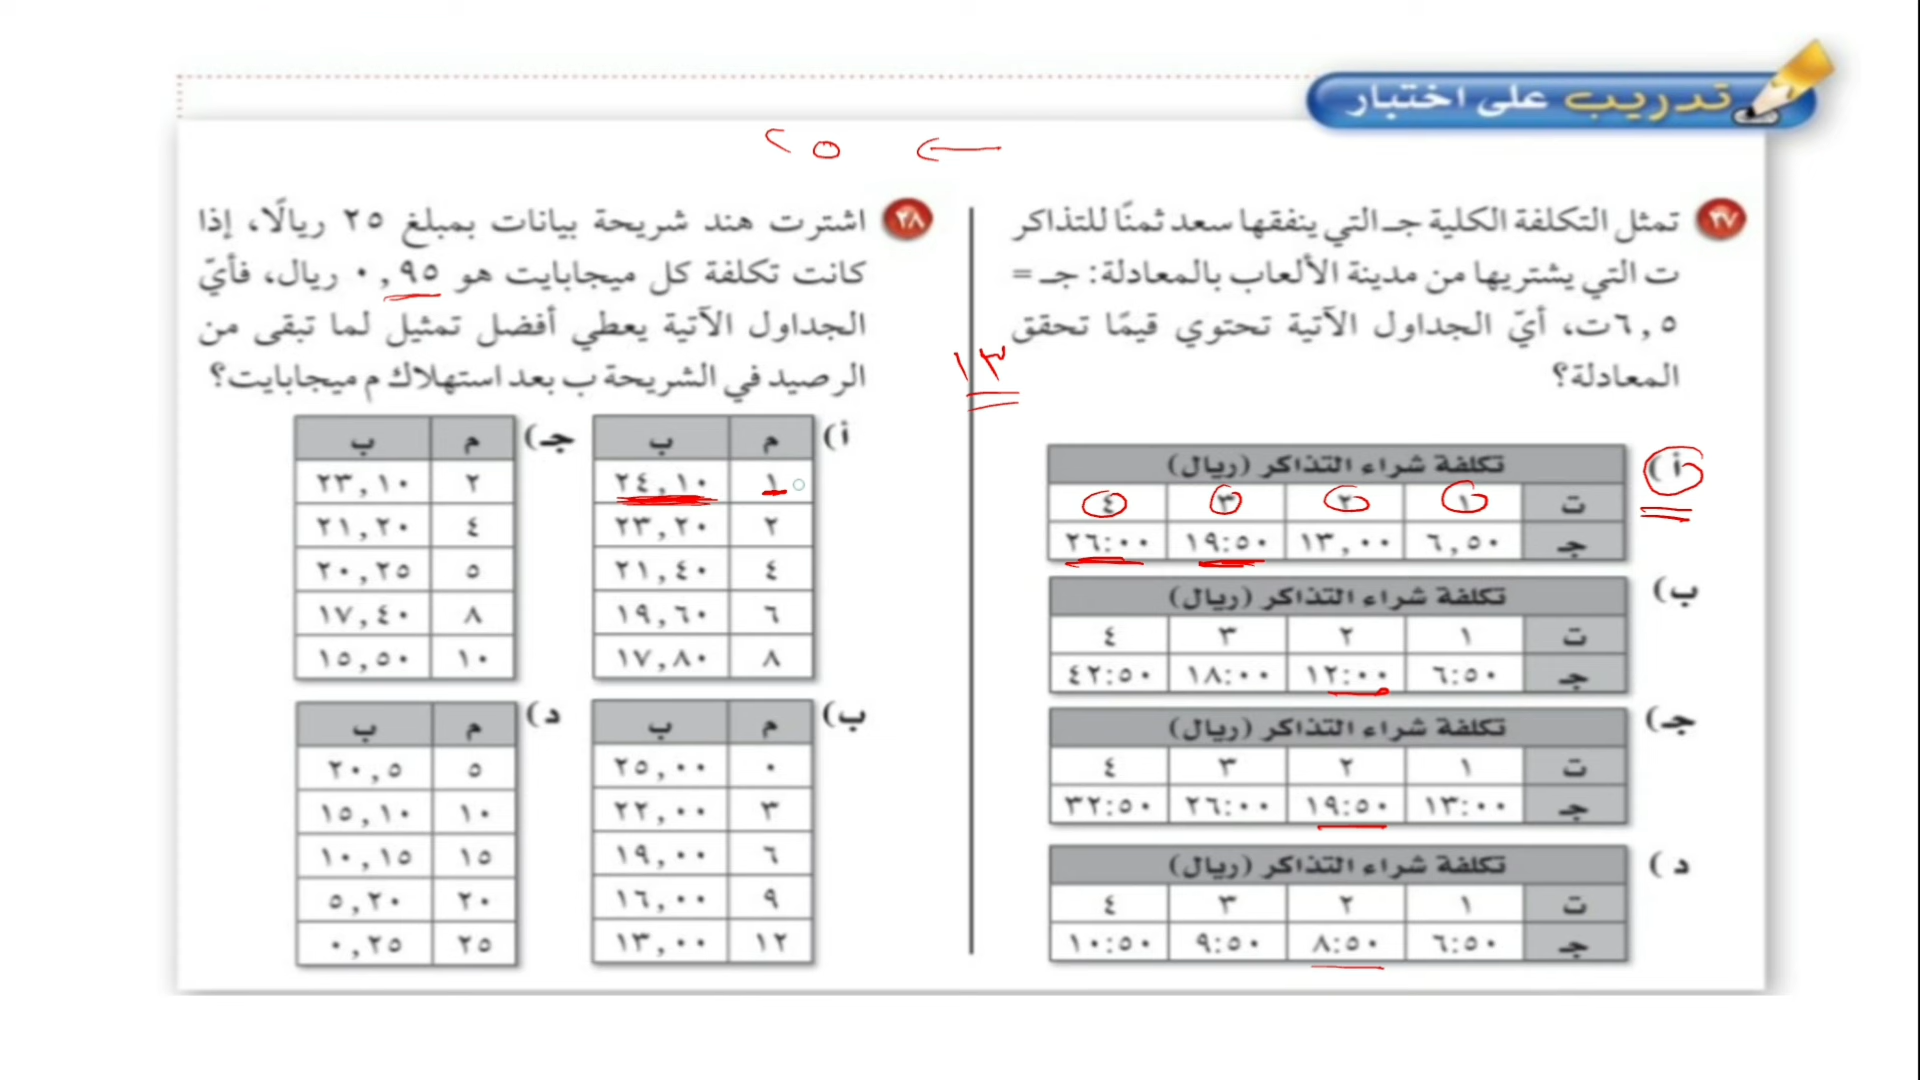 تدريب على اختبار
٢٥ ←
٣٧ تمثل التكلفة الكلية جـ التي ينفقها سعد ثمنًا للتذاكر
ت التي يشتريها من مدينة الألعاب بالمعادلة: جـ =
٦,٥ت، أيّ الجداول الآتية تحتوي قيمًا تحقق
المعادلة؟
١٣
أ)
تكلفة شراء التذاكر (ريال)
ت ١ ٢ ٣ ٤
جـ ٦,٥٠ ١٣,٠٠ ١٩:٥٠ ٢٦:٠٠
ب)
تكلفة شراء التذاكر (ريال)
ت ١ ٢ ٣ ٤
جـ ٦:٥٠ ١٢:٠٠ ١٨:٠٠ ٤٢:٥٠
جـ)
تكلفة شراء التذاكر (ريال)
ت ١ ٢ ٣ ٤
جـ ١٣:٠٠ ١٩:٥٠ ٢٦:٠٠ ٣٢:٥٠
د)
تكلفة شراء التذاكر (ريال)
ت ١ ٢ ٣ ٤
جـ ٦:٥٠ ٨:٥٠ ٩:٥٠ ١٠:٥٠
٣٨ اشترت هند شريحة بيانات بمبلغ ٢٥ ريالًا، إذا
كانت تكلفة كل ميجابايت هو ٠,٩٥ ريال، فأيّ
الجداول الآتية يعطي أفضل تمثيل لما تبقى من
الرصيد في الشريحة ب بعد استهلاك م ميجابايت؟
أ)
م ب
١ ٢٤,١٠
٢ ٢٣,٢٠
٤ ٢١,٤٠
٦ ١٩,٦٠
٨ ١٧,٨٠
جـ)
م ب
٢ ٢٣,١٠
٤ ٢١,٢٠
٥ ٢٠,٢٥
٨ ١٧,٤٠
١٠ ١٥,٥٠
ب)
م ب
٠ ٢٥,٠٠
٣ ٢٢,٠٠
٦ ١٩,٠٠
٩ ١٦,٠٠
١٢ ١٣,٠٠
د)
م ب
٥ ٢٠,٥
١٠ ١٥,١٠
١٥ ١٠,١٥
٢٠ ٥,٢٠
٢٥ ٠,٢٥